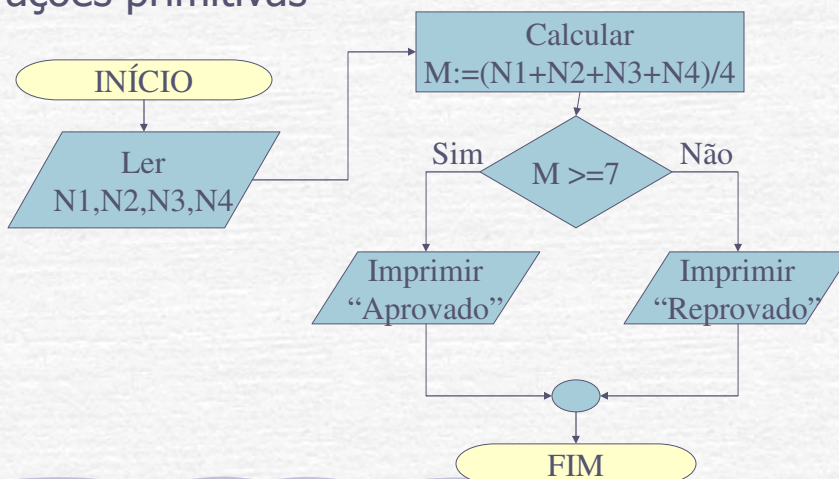 primitivas
INÍCIO
Ler
N1,N2,N3,N4
Calcular
M:=(N1+N2+N3+N4)/4
M >=7
Sim
Não
Imprimir
“Aprovado”
Imprimir
“Reprovado”
FIM